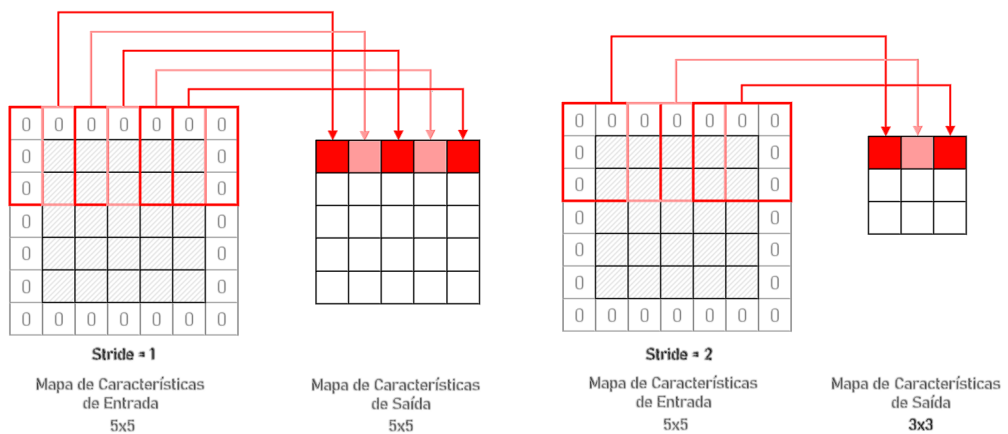 0 0 0 0 0 0 0
0 0
0 0
0 0
0 0
0 0
0 0 0 0 0 0 0
Stride = 1
Mapa de Características
de Entrada
5x5
Mapa de Características
de Saída
5x5
0 0 0 0 0 0 0
0 0
0 0
0 0
0 0
0 0
0 0 0 0 0 0 0
Stride = 2
Mapa de Características
de Entrada
5x5
Mapa de Características
de Saída
3x3